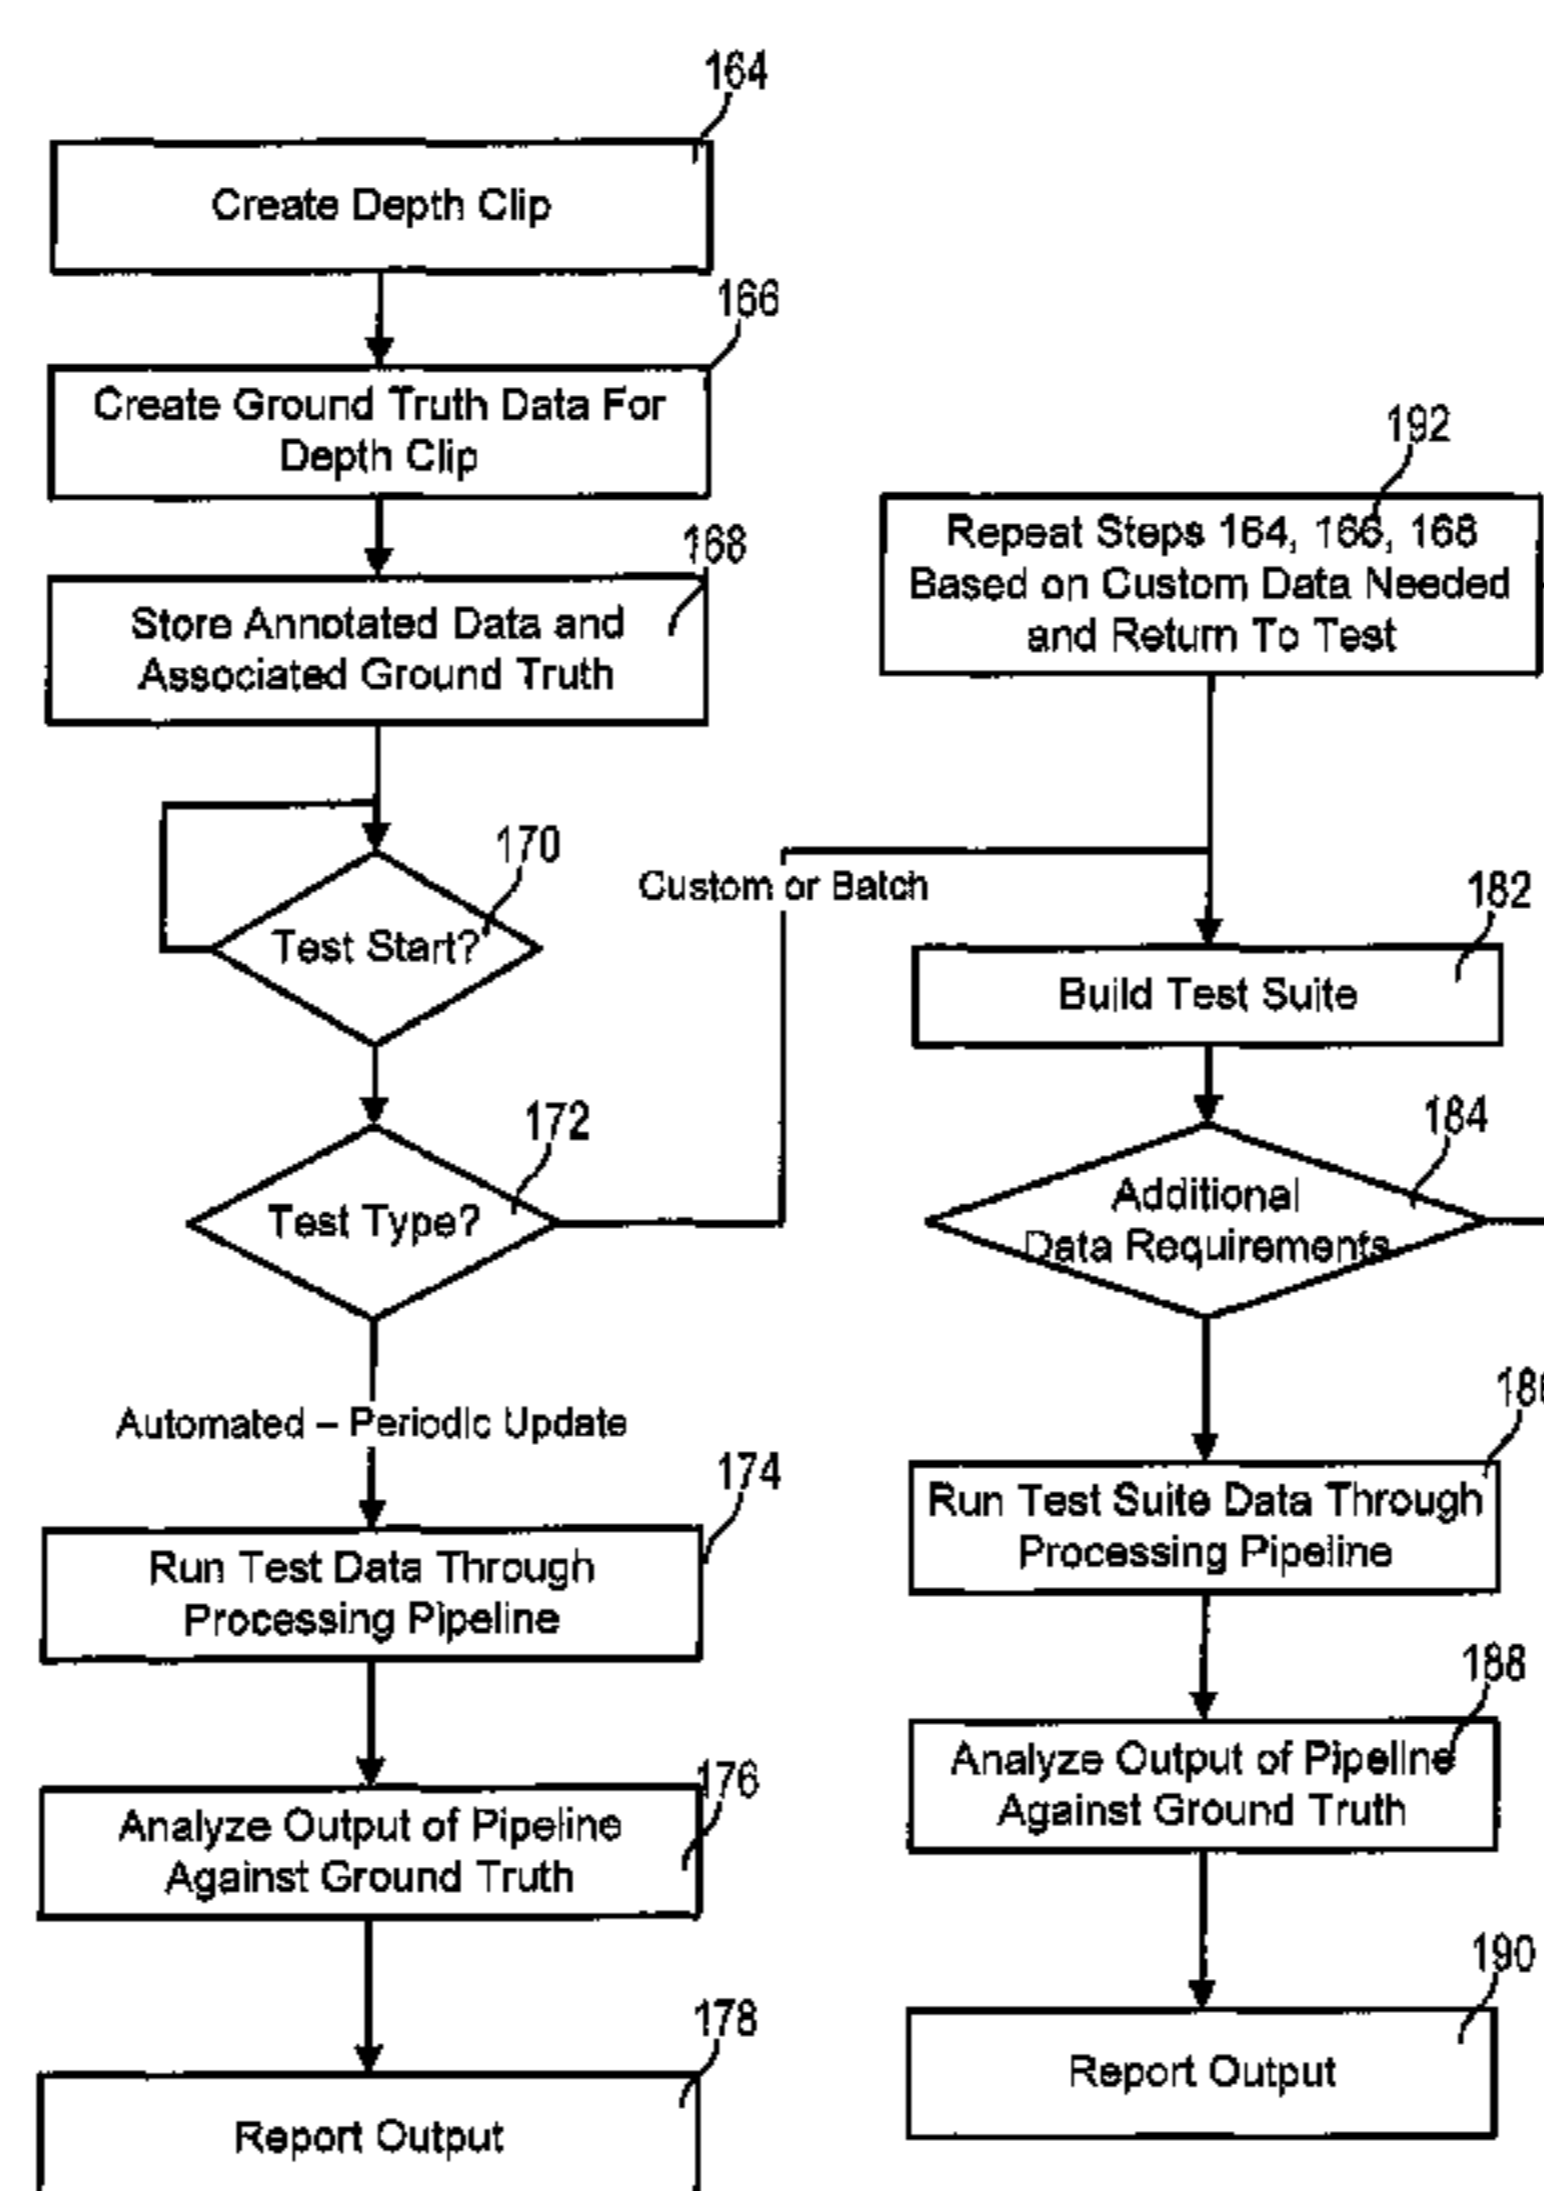 164
Create Depth Clip
166
Create Ground Truth Data For
Depth Clip
168
Store Annotated Data and
Associated Ground Truth
170
Test Start?
172
Test Type?
Custom or Batch
Automated – Periodic Update
174
Run Test Data Through
Processing Pipeline
176
Analyze Output of Pipeline
Against Ground Truth
178
Report Output
192
Repeat Steps 164, 166, 168
Based on Custom Data Needed
and Return To Test
182
Build Test Suite
184
Additional
Data Requirements
Run Test Suite Data Through
Processing Pipeline
188
Analyze Output of Pipeline
Against Ground Truth
190
Report Output